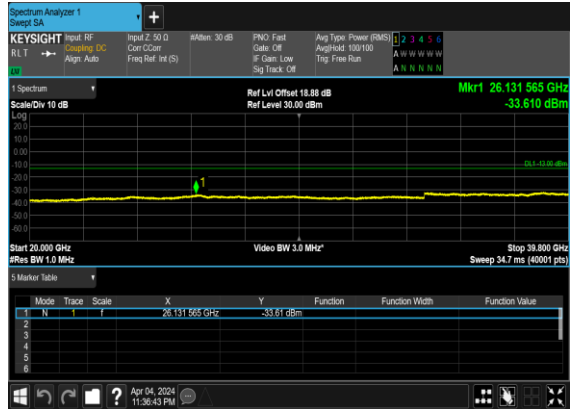 Spectrum Analyzer 1
Swept SA
+
KEYSIGHT
RLT
LNI
Input: RF
Coupling: DC
Align: Auto
Input Z: 50 Ω
Corr CCorr
Freq Ref: Int (S)
#Atten: 30 dB
PNO: Fast
Gate: Off
IF Gain: Low
Sig Track: Off
Avg Type: Power (RMS)
Avg|Hold: 100/100
Trig: Free Run
1 2 3 4 5 6
A W W W W W
A N N N N N
1 Spectrum
Scale/Div 10 dB
Ref Lvl Offset 18.88 dB
Ref Level 30.00 dBm
Mkr1 26.131 565 GHz
-33.610 dBm
Log
20.0
10.0
0.00
-10.0
-20.0
-30.0
-40.0
-50.0
-60.0
DL1 -13.00 dBm
1
Start 20.000 GHz
#Res BW 1.0 MHz
Video BW 3.0 MHz*
Stop 39.800 GHz
Sweep 34.7 ms (40001 pts)
5 Marker Table
Mode Trace Scale X Y Function Function Width Function Value
1 N 1 f 26.131 565 GHz -33.61 dBm
2
3
4
5
6
?
Apr 04, 2024
11:36:43 PM